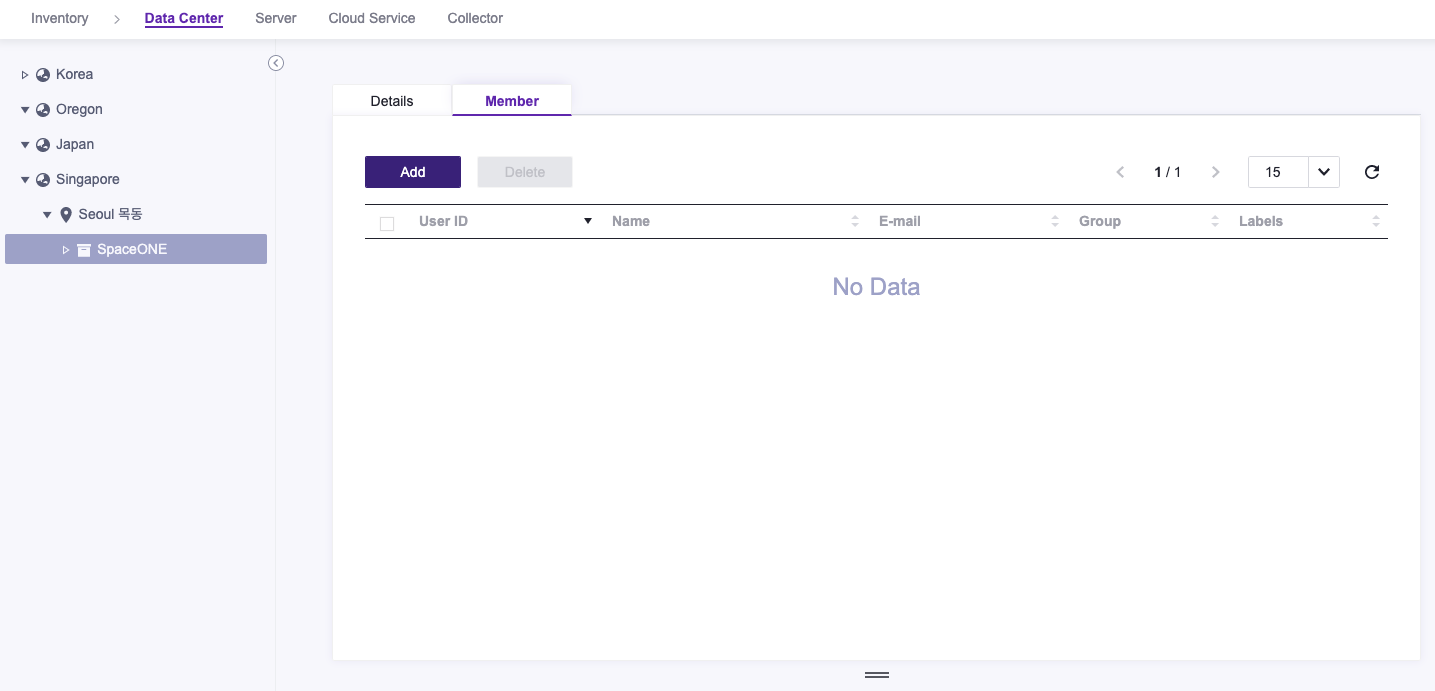 Inventory Data Center Server Cloud Service Collector
Korea
Oregon
Japan
Singapore
Seoul 목동
SpaceONE
Details Member
Add Delete 1 / 1 15
User ID Name E-mail Group Labels
No Data